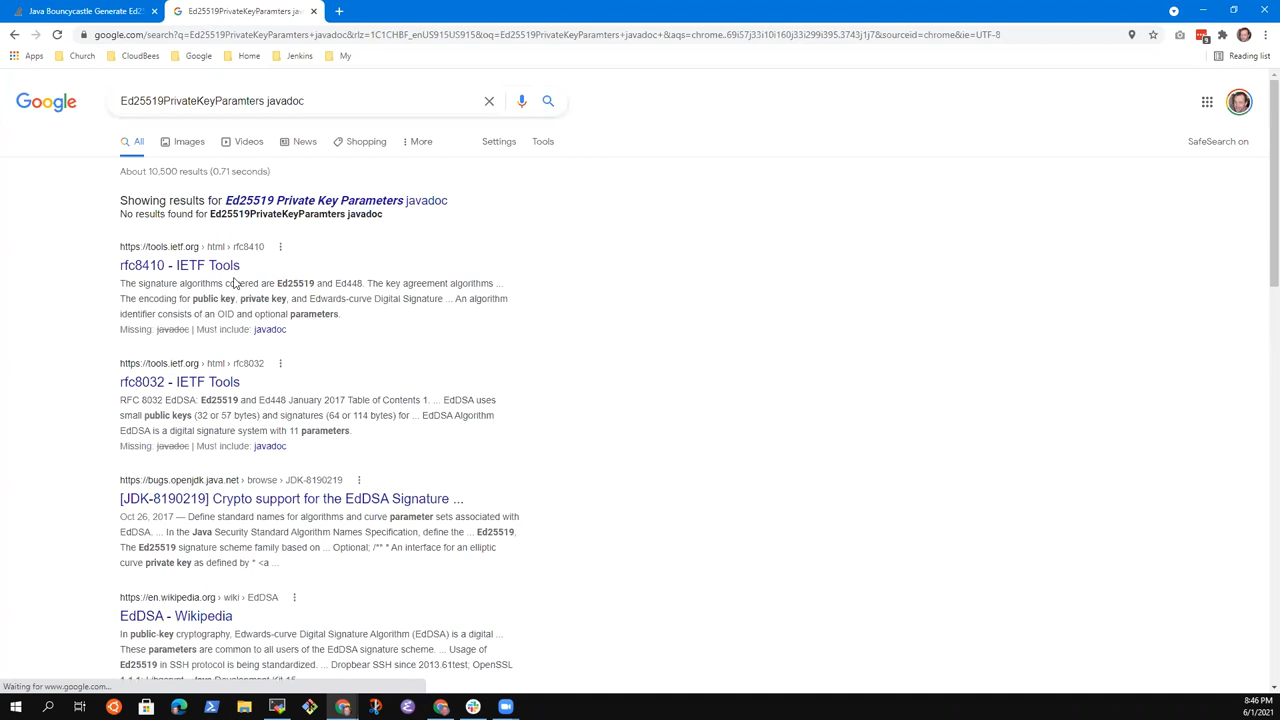 Java Bouncycastle Generate Ed25
Ed25519PrivateKeyParamters java
google.com/search?q=Ed25519PrivateKeyParamters+javadoc&rlz=1C1CHBF_enUS915US915&oq=Ed25519PrivateKeyParamters+javadoc+&aqs=chrome..69i57j33i10i160j33i299i395.3743j1j7&sourceid=chrome&ie=UTF-8
Apps Church CloudBees Google Home Jenkins My Reading list
Google Ed25519PrivateKeyParamters javadoc
All Images Videos News Shopping More Settings Tools SafeSearch on
About 10,500 results (0.71 seconds)
Showing results for Ed25519 Private Key Parameters javadoc
No results found for Ed25519PrivateKeyParamters javadoc
https://tools.ietf.org › html › rfc8410
rfc8410 - IETF Tools
The signature algorithms covered are Ed25519 and Ed448. The key agreement algorithms ...
The encoding for public key, private key, and Edwards-curve Digital Signature ... An algorithm
identifier consists of an OID and optional parameters.
Missing: javadoc | Must include: javadoc
https://tools.ietf.org › html › rfc8032
rfc8032 - IETF Tools
RFC 8032 EdDSA: Ed25519 and Ed448 January 2017 Table of Contents 1. ... EdDSA uses
small public keys (32 or 57 bytes) and signatures (64 or 114 bytes) for ... EdDSA Algorithm
EdDSA is a digital signature system with 11 parameters.
Missing: javadoc | Must include: javadoc
https://bugs.openjdk.java.net › browse › JDK-8190219
[JDK-8190219] Crypto support for the EdDSA Signature ...
Oct 26, 2017 — Define standard names for algorithms and curve parameter sets associated with
EdDSA. ... In the Java Security Standard Algorithm Names Specification, define the ... Ed25519,
The Ed25519 signature scheme family based on ... Optional; /** * An interface for an elliptic
curve private key as defined by * <a ...
https://en.wikipedia.org › wiki › EdDSA
EdDSA - Wikipedia
In public-key cryptography, Edwards-curve Digital Signature Algorithm (EdDSA) is a digital ...
These parameters are common to all users of the EdDSA signature scheme. ... Usage of
Ed25519 in SSH protocol is being standardized. ... Dropbear SSH since 2013.61test; OpenSSL
Waiting for www.google.com...
8:46 PM
6/1/2021